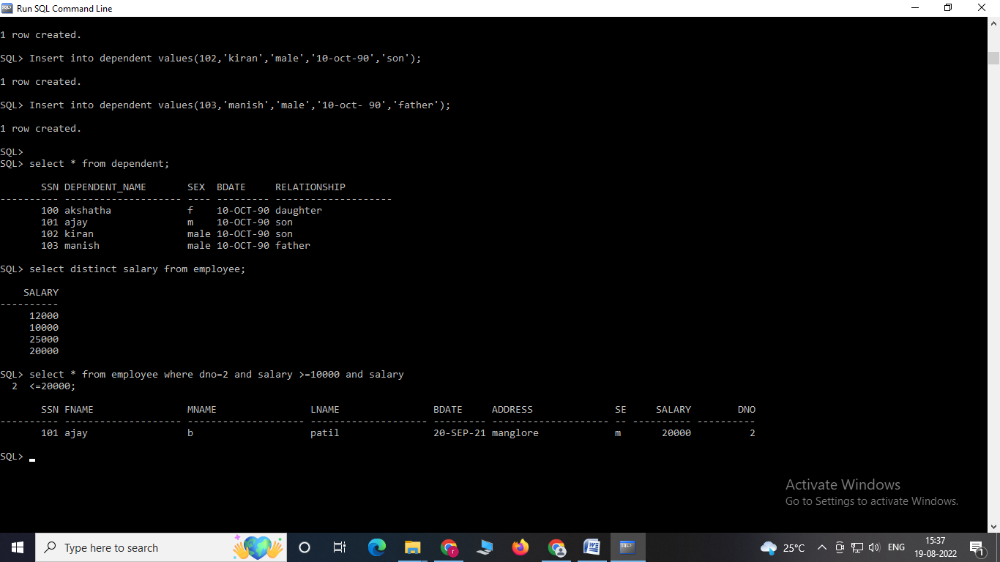 Run SQL Command Line
1 row created.
SQL> Insert into dependent values(102,'kiran','male','10-oct-90','son');
1 row created.
SQL> Insert into dependent values(103,'manish','male','10-oct- 90','father');
1 row created.
SQL>
SQL> select * from dependent;
SSN DEPENDENT_NAME SEX BDATE RELATIONSHIP
---------- -------------------- ---- --------- --------------------
100 akshatha f 10-OCT-90 daughter
101 ajay m 10-OCT-90 son
102 kiran male 10-OCT-90 son
103 manish male 10-OCT-90 father
SQL> select distinct salary from employee;
SALARY
----------
12000
10000
25000
20000
SQL> select * from employee where dno=2 and salary >=10000 and salary
2 <=20000;
SSN FNAME MNAME LNAME BDATE ADDRESS SE SALARY DNO
---------- -------------------- -------------------- -------------------- --------- -------------------- -- ---------- ----------
101 ajay b patil 20-SEP-21 manglore m 20000 2
SQL>
Activate Windows
Go to Settings to activate Windows.
Type here to search
25°C
ENG
15:37
19-08-2022
1